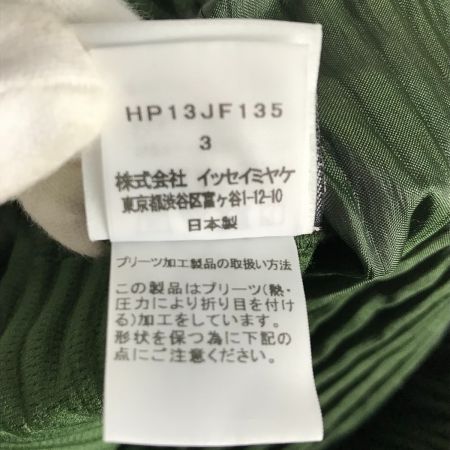 HP13JF135
3
株式会社 イッセイミヤケ
東京都渋谷区富ヶ谷1-12-10
日本製
プリーツ加工製品の取扱い方法
この製品はプリーツ(熱・
圧力により折り目を付け
る)加工をしています。
形状を保つ為に下記の
点にご注意ください。